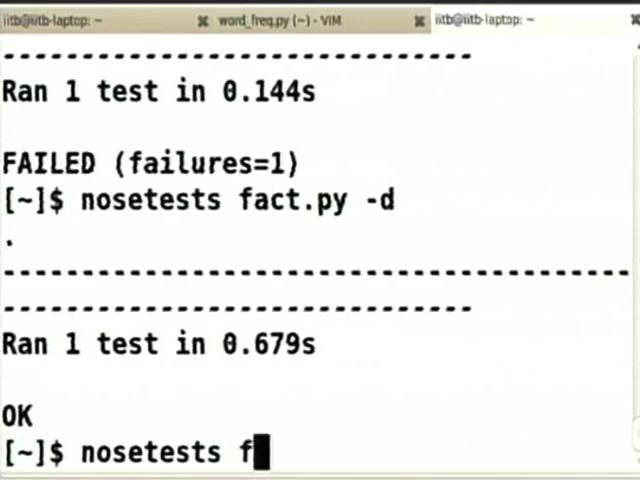 iitb@iitb-laptop: ~ word_freq.py (~) - VIM iitb@iitb-laptop: ~
------------------------------
Ran 1 test in 0.144s
FAILED (failures=1)
[~]$ nosetests fact.py -d
.
----------------------------------------
------------------------------
Ran 1 test in 0.679s
OK
[~]$ nosetests f